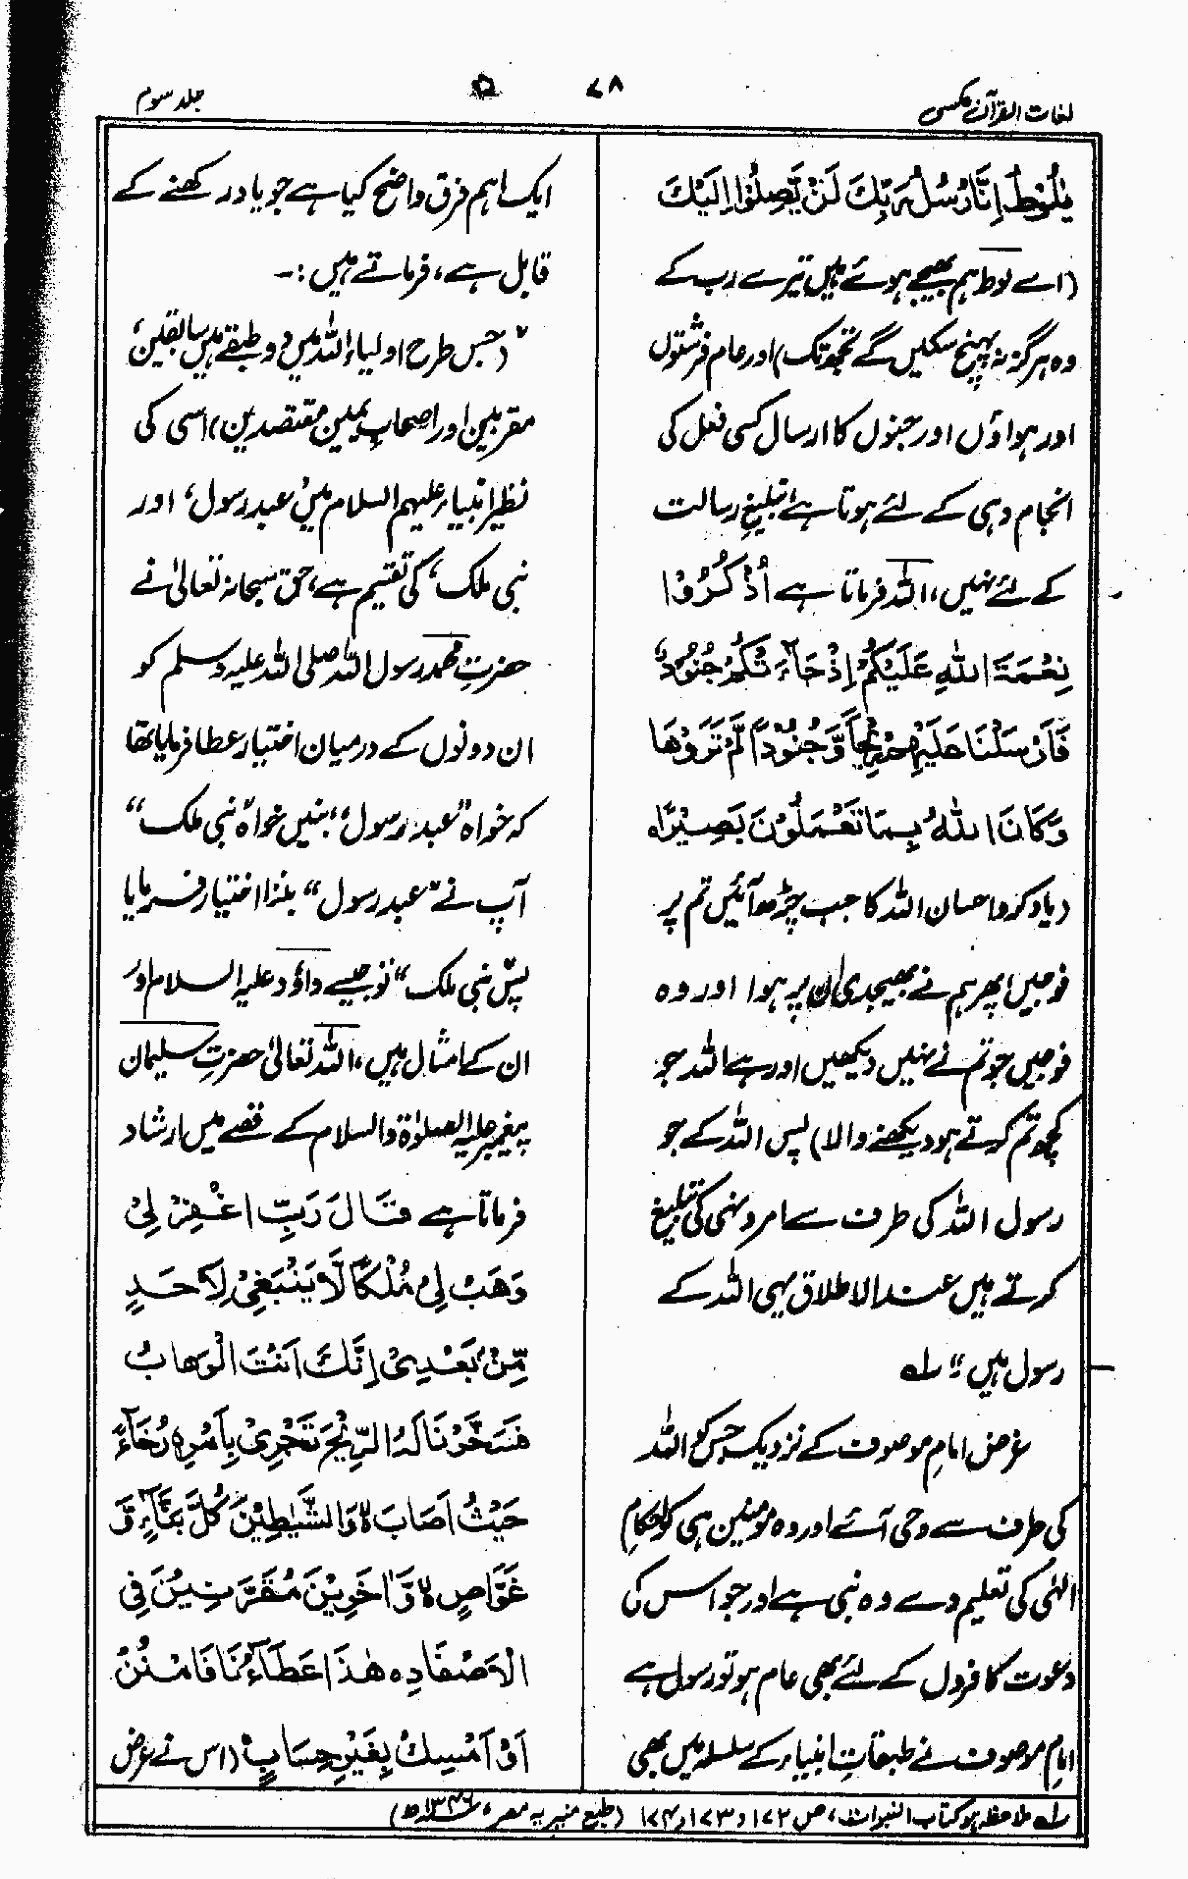 لغات القرآن عکسی
۷۸
ن
جلد سوم
یٰلُوْطُ اِنَّا رُسُلُ رَبِّكَ لَنْ یَّصِلُوْۤا اِلَیْكَ
(اے لوط ہم بھیجے ہوئے ہیں تیرے رب کے
وہ ہرگز نہ پہنچ سکیں گے تجھ تک) اور عام فرشتوں
اور ہواؤں اور جنوں کا ارسال کسی فعل کی
انجام دہی کے لئے ہوتا ہے تبلیغِ رسالت
کے لئے نہیں، اللہ فرماتا ہے اُذْكُرُوْا
نِعْمَةَ اللّٰهِ عَلَیْكُمْ اِذْ جَآءَ تْكُمْ جُنُوْدٌ
فَاَرْسَلْنَا عَلَیْهِمْ رِیْحًا وَّ جُنُوْدًا لَّمْ تَرَوْهَا
وَكَانَ اللّٰهُ بِمَا تَعْمَلُوْنَ بَصِیْرًا ہ
(یاد کرو احسان اللہ کا جب چڑھ آئیں تم پر
فوجیں پھر ہم نے بھیجدی ان پر ہوا اور وہ
فوجیں جو تم نے نہیں دیکھیں اور ہے اللہ جو
کچھ تم کرتے ہو دیکھنے والا) پس اللہ کے جو
رسول اللہ کی طرف سے امر و نہی کی تبلیغ
کرتے ہیں عند الاطلاق یہی اللہ کے
رسول ہیں" ؎۱
غرض امامِ موصوف کے نزدیک جس کو اللہ
کی طرف سے وحی آئے اور وہ مومنین ہی کو احکامِ
الٰہی کی تعلیم دے وہ نبی ہے اور جو اس کی
دعوت کافروں کے لئے بھی عام ہو تو رسول ہے
امام موصوف نے طبقاتِ انبیاء کے سلسلہ میں بھی
ایک اہم فرق واضح کیا ہے جو یاد رکھنے کے
قابل ہے، فرماتے ہیں :۔
"(جس طرح اولیاء اللہ میں دو طبقے ہیں سابقین،
مقربین اور اصحابِ یمین مقتصدین) اسی کی
نظیر انبیاء علیہم السلام میں عبد رسول، اور
نبی ملک، کی تقسیم ہے، حق سبحانہ تعالیٰ نے
حضرتِ محمد رسول اللہ صلی اللہ علیہ وسلم کو
ان دونوں کے درمیان اختیار عطا فرمایا تھا
کہ خواہ "عبد رسول" بنیں خواہ "نبی ملک"
آپ نے "عبد رسول" بننا اختیار فرمایا
پس نبی ملک" تو جیسے داؤد علیہ السلام اور
ان کے امثال ہیں، اللہ تعالیٰ حضرتِ سلیمان
پیغمبر علیہ الصلوٰۃ والسلام کے قصے میں ارشاد
فرماتا ہے قَالَ رَبِّ اغْفِرْ لِیْ
وَهَبْ لِیْ مُلْكًا لَّا یَنْۢبَغِیْ لِاَحَدٍ
مِّنْۢ بَعْدِیْ اِنَّكَ اَنْتَ الْوَهَّابُ
فَسَخَّرْنَا لَهُ الرِّیْحَ تَجْرِیْ بِاَمْرِهٖ رُخَآءً
حَیْثُ اَصَابَ ۙ وَ الشَّیٰطِیْنَ كُلَّ بَنَّآءٍ وَّ
غَوَّاصٍ ۙ وَّ اٰخَرِیْنَ مُقَرَّنِیْنَ فِی
الْاَصْفَادِ ہ هٰذَا عَطَآؤُنَا فَامْنُنْ
اَوْ اَمْسِكْ بِغَیْرِ حِسَابٍ (اس نے عرض
؎۱ ملاحظہ ہو کتاب النبوات، ص ۱۷۲ و ۱۷۳ و ۱۷۴ (طبع منیریہ مصر، ۱۳۴۶ھ)